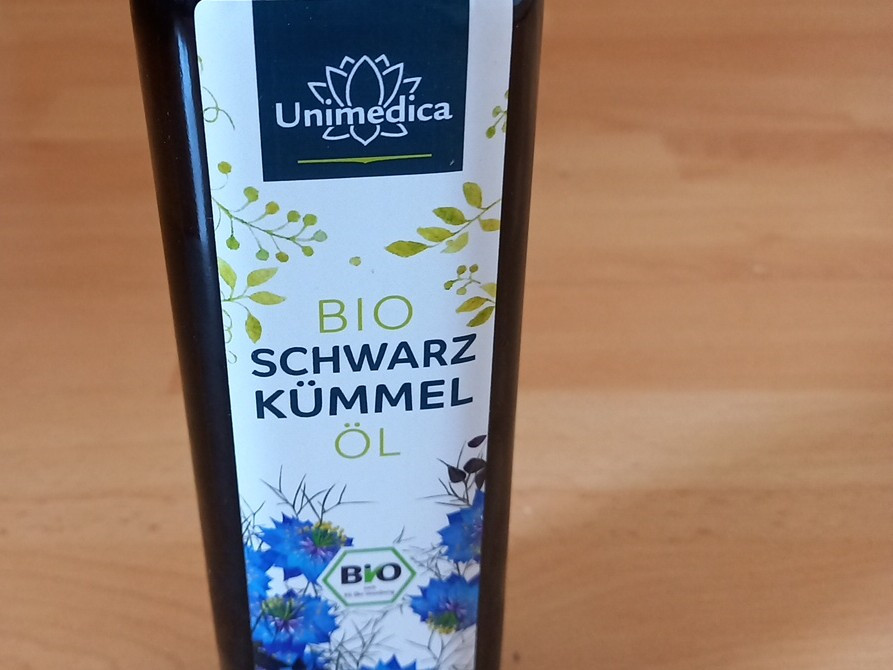 Unimedica
BIO
SCHWARZ
KÜMMEL
ÖL
BiO